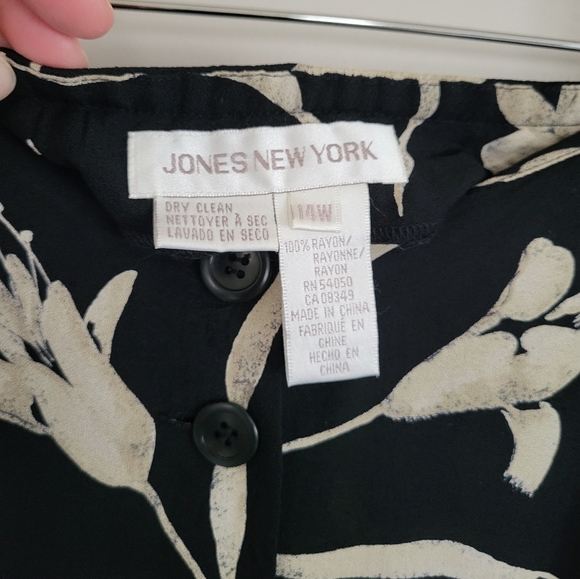 JONES NEW YORK
DRY CLEAN
NETTOYER À SEC
LAVADO EN SECO
14W
100% RAYON/
RAYONNE/
RAYON
RN 54050
CA 09349
MADE IN CHINA
FABRIQUÉ EN
CHINE
HECHO EN
CHINA